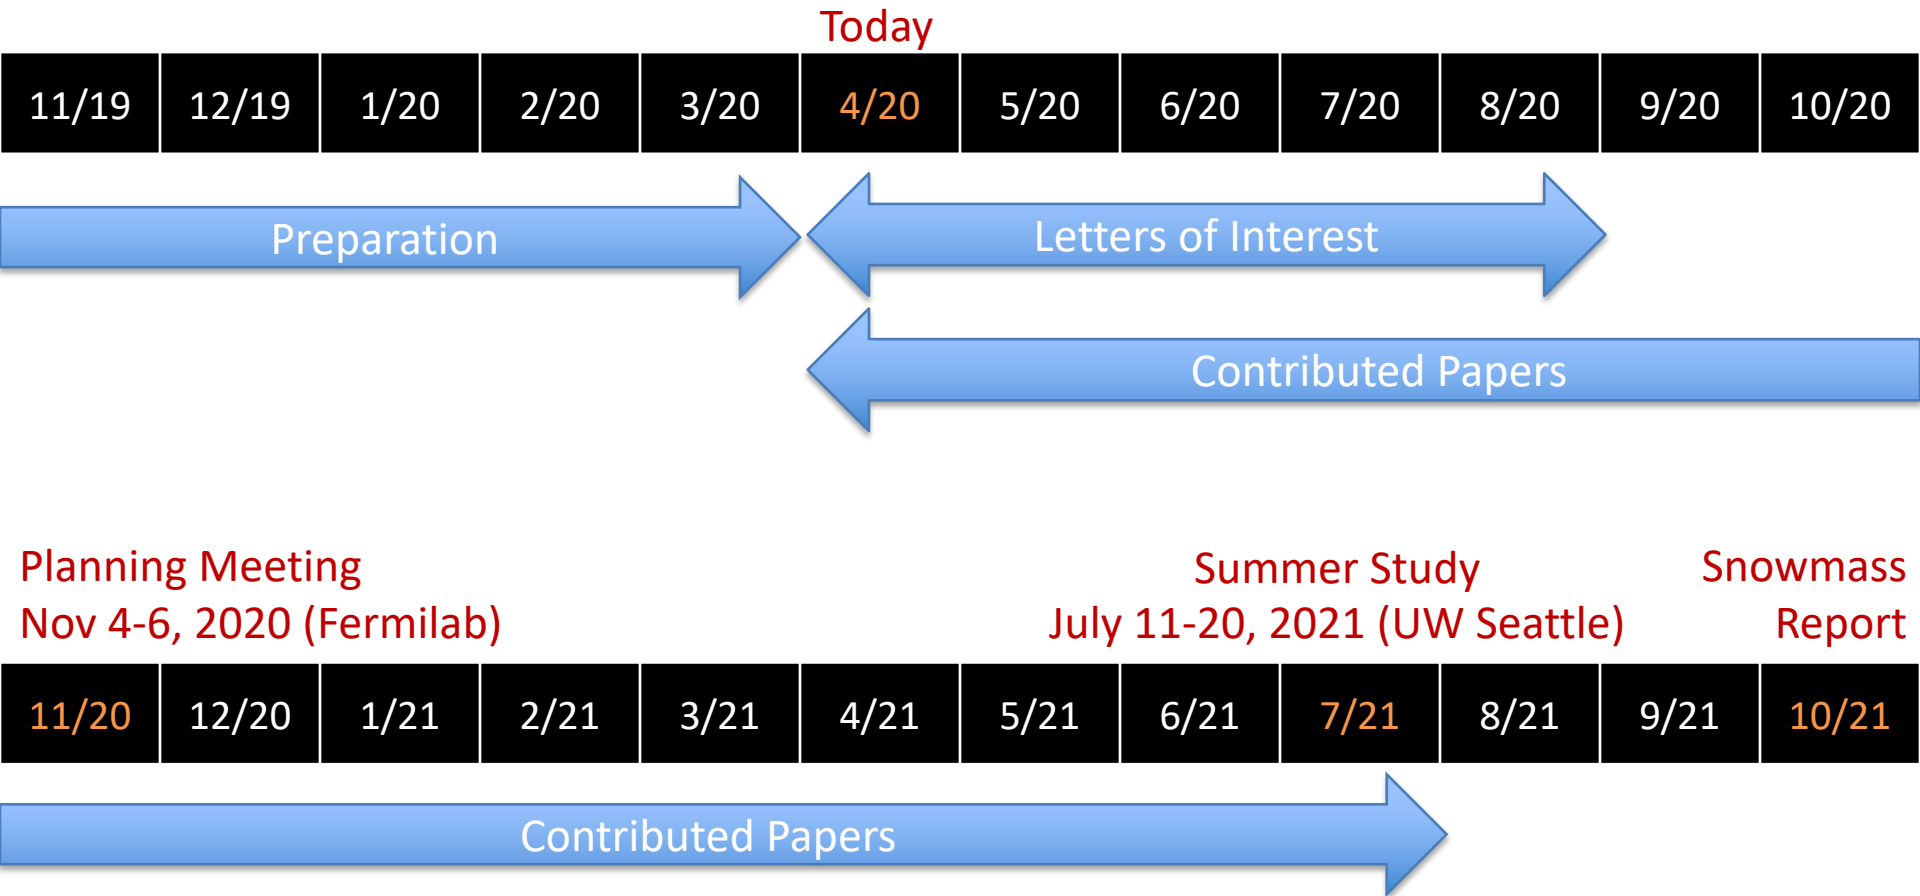 Today
11/19 12/19 1/20 2/20 3/20 4/20 5/20 6/20 7/20 8/20 9/20 10/20
Preparation
Letters of Interest
Contributed Papers
Planning Meeting
Nov 4-6, 2020 (Fermilab)
Summer Study
July 11-20, 2021 (UW Seattle)
Snowmass
Report
11/20 12/20 1/21 2/21 3/21 4/21 5/21 6/21 7/21 8/21 9/21 10/21
Contributed Papers